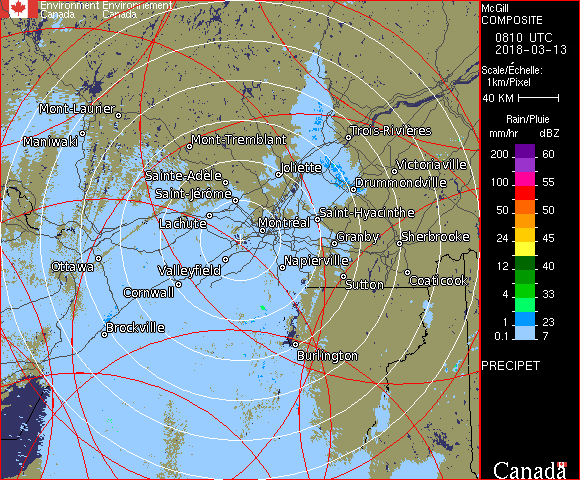 Environment Environnement
Canada Canada
McGill
COMPOSITE
0810 UTC
2018-03-13
Scale/Échelle:
1km/Pixel
40 KM
Rain/Pluie
mm/hr dBZ
200 60
100 55
50 50
24 45
12 40
4 33
1 23
0.1 7
PRECIPET
Canada
Mont-Laurier
Maniwaki
Mont-Tremblant
Trois-Rivières
Joliette
Victoriaville
Sainte-Adèle
Drummondville
Saint-Jérôme
Saint-Hyacinthe
Lachute
Montréal
Granby
Sherbrooke
Ottawa
Valleyfield
Napierville
Coaticook
Sutton
Cornwall
Brockville
Burlington